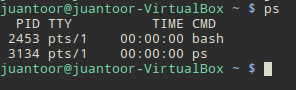 juantoor@juantoor-VirtualBox ~ $ ps
  PID TTY          TIME CMD
 2453 pts/1    00:00:00 bash
 3134 pts/1    00:00:00 ps
juantoor@juantoor-VirtualBox ~ $